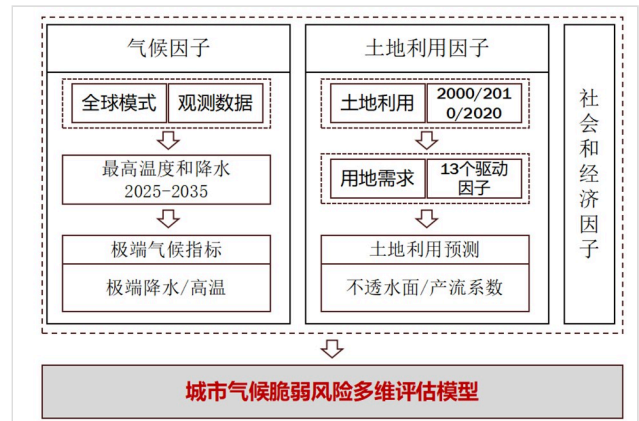 气候因子
全球模式
观测数据
最高温度和降水
2025-2035
极端气候指标
极端降水/高温
土地利用因子
土地利用
2000/201
0/2020
用地需求
13个驱动
因子
土地利用预测
不透水面/产流系数
社会和经济因子
城市气候脆弱风险多维评估模型